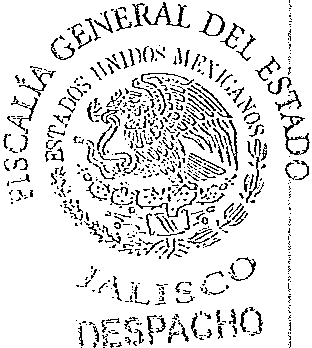 FISCALÍA GENERAL DEL ESTADO
ESTADOS UNIDOS MEXICANOS
JALISCO
DESPACHO